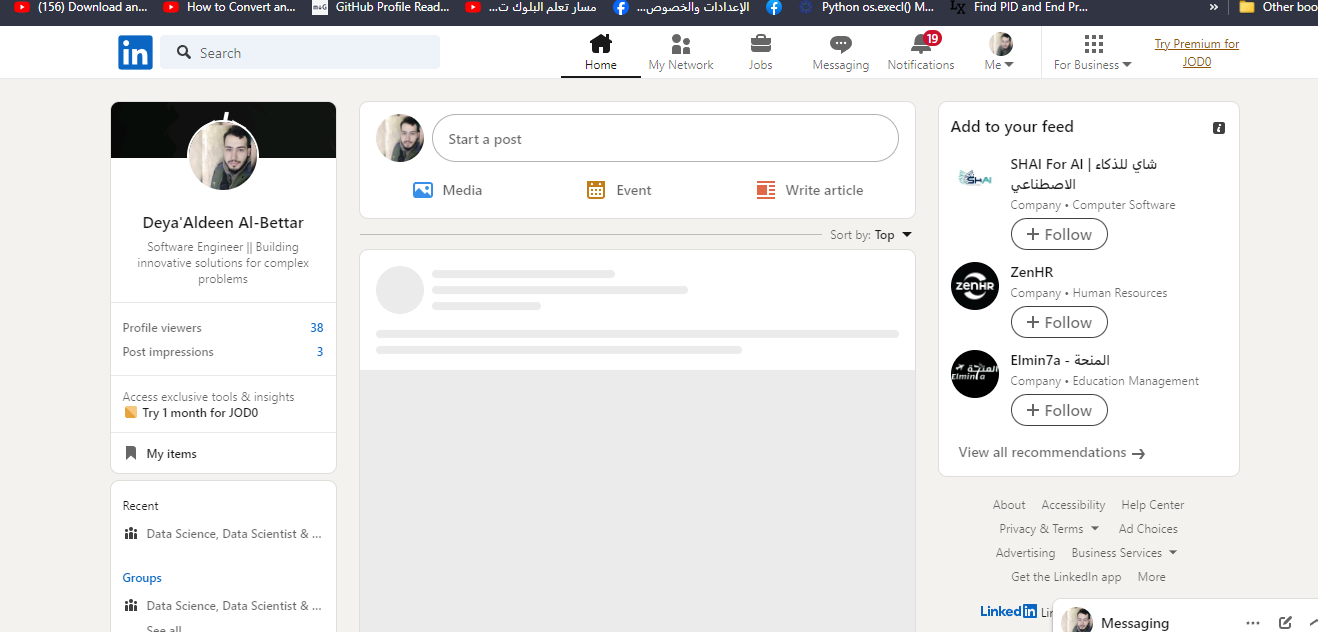 (156) Download an...
How to Convert an...
GitHub Profile Read...
مسار تعلم البلوك ت...
الإعدادات والخصوص...
Python os.execl() M...
Find PID and End Pr...
»
Other boo
in
Search
Home
My Network
Jobs
Messaging
19
Notifications
Me
For Business
Try Premium for
JOD0
Deya'Aldeen Al-Bettar
Software Engineer || Building
innovative solutions for complex
problems
Profile viewers 38
Post impressions 3
Access exclusive tools & insights
Try 1 month for JOD0
My items
Recent
Data Science, Data Scientist & ...
Groups
Data Science, Data Scientist & ...
See all
Start a post
Media
Event
Write article
Sort by: Top
Add to your feed
SHAI
SHAI For AI | شاي للذكاء
الاصطناعي
Company • Computer Software
+ Follow
ZENHR
ZenHR
Company • Human Resources
+ Follow
المنحة
Elmin7a
Elmin7a - المنحة
Company • Education Management
+ Follow
View all recommendations →
About Accessibility Help Center
Privacy & Terms Ad Choices
Advertising Business Services
Get the LinkedIn app More
LinkedIn
Messaging